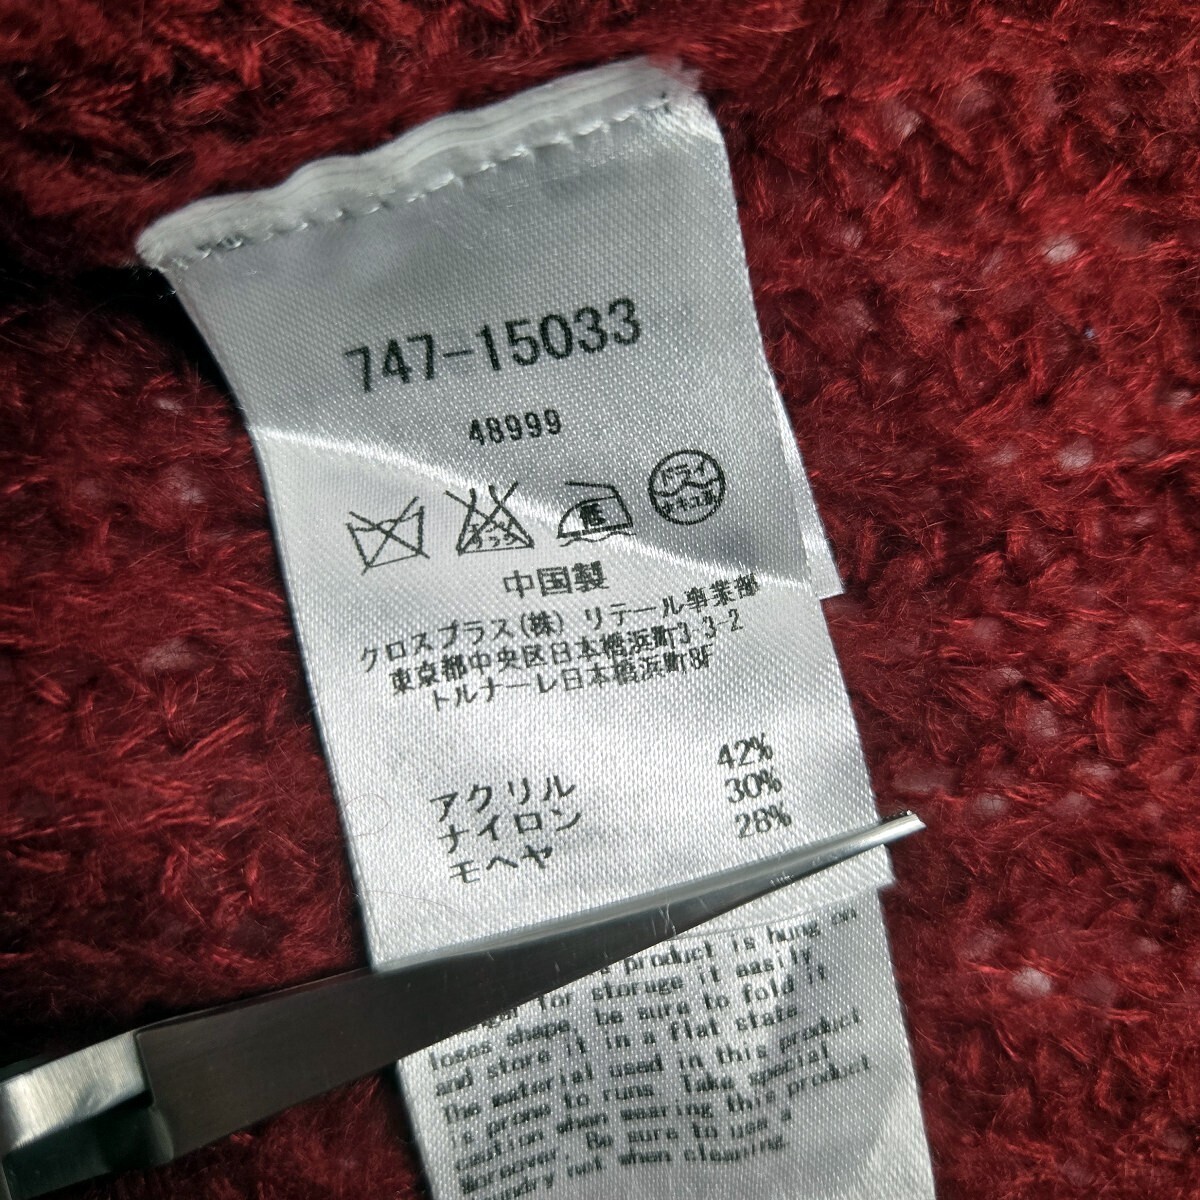 747-15033
48999
中国製
クロスプラス(株) リテール事業部
東京都中央区日本橋浜町3-3-2
トルナーレ日本橋浜町8F
アクリル 42%
ナイロン 30%
モヘヤ 28%
product is hung on
for storage it easily
loses shape, be sure to fold it
and store it in a flat state.
The material used in this product
is prone to runs. Take special
caution when wearing this product
Moreover, Be sure to use a
laundry net when cleaning.